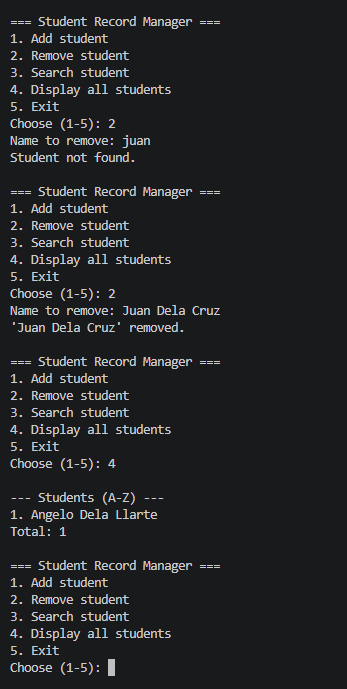 === Student Record Manager ===
1. Add student
2. Remove student
3. Search student
4. Display all students
5. Exit
Choose (1-5): 2
Name to remove: juan
Student not found.
=== Student Record Manager ===
1. Add student
2. Remove student
3. Search student
4. Display all students
5. Exit
Choose (1-5): 2
Name to remove: Juan Dela Cruz
'Juan Dela Cruz' removed.
=== Student Record Manager ===
1. Add student
2. Remove student
3. Search student
4. Display all students
5. Exit
Choose (1-5): 4
--- Students (A-Z) ---
1. Angelo Dela Llarte
Total: 1
=== Student Record Manager ===
1. Add student
2. Remove student
3. Search student
4. Display all students
5. Exit
Choose (1-5):